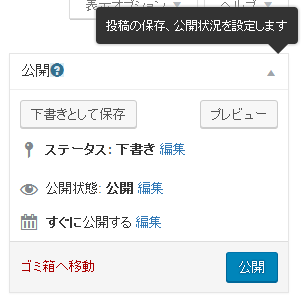 表示オプション ▼ ヘルプ ▼
投稿の保存、公開状況を設定します
公開?
下書きとして保存 プレビュー
ステータス: 下書き 編集
公開状態: 公開 編集
すぐに公開する 編集
ゴミ箱へ移動 公開